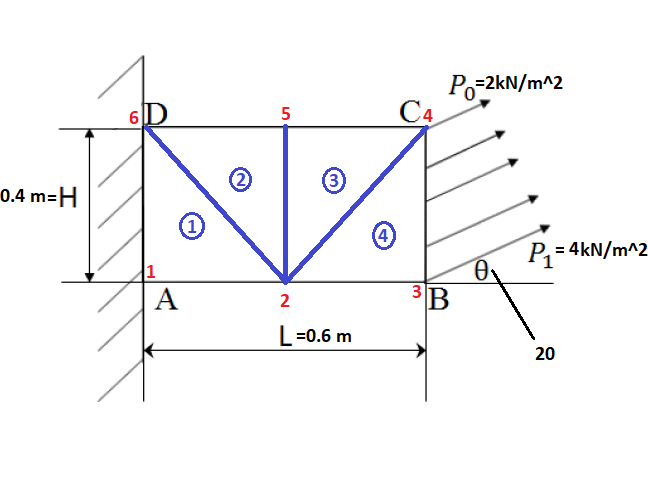 P₀=2kN/m^2
6 D 5 C 4
2 3
0.4 m=H
1 4
P₁= 4kN/m^2
1 θ
A 2 3 B
L=0.6 m
20